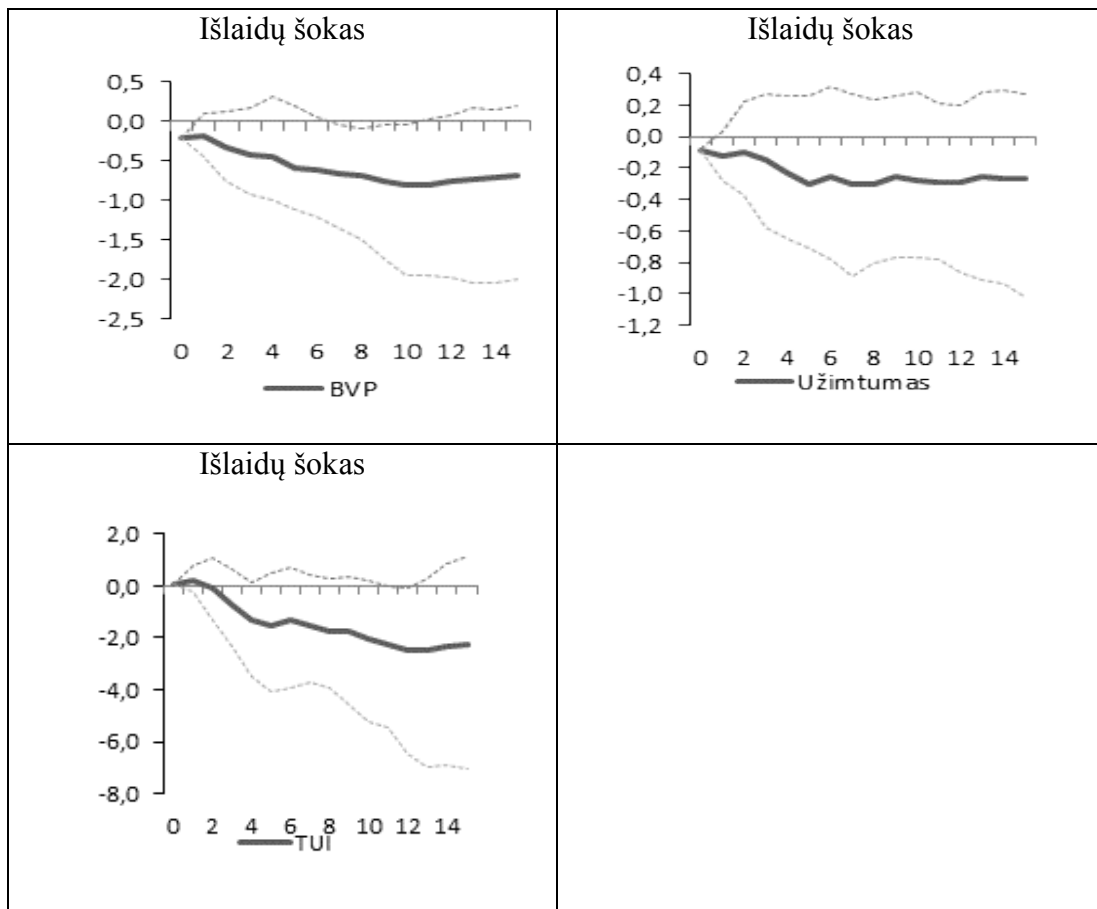 Išlaidų šokas
0,5
0,0
-0,5
-1,0
-1,5
-2,0
-2,5
0 2 4 6 8 10 12 14
BVP
Išlaidų šokas
0,4
0,2
0,0
-0,2
-0,4
-0,6
-0,8
-1,0
-1,2
0 2 4 6 8 10 12 14
Užimtumas
Išlaidų šokas
2,0
0,0
-2,0
-4,0
-6,0
-8,0
0 2 4 6 8 10 12 14
TUI